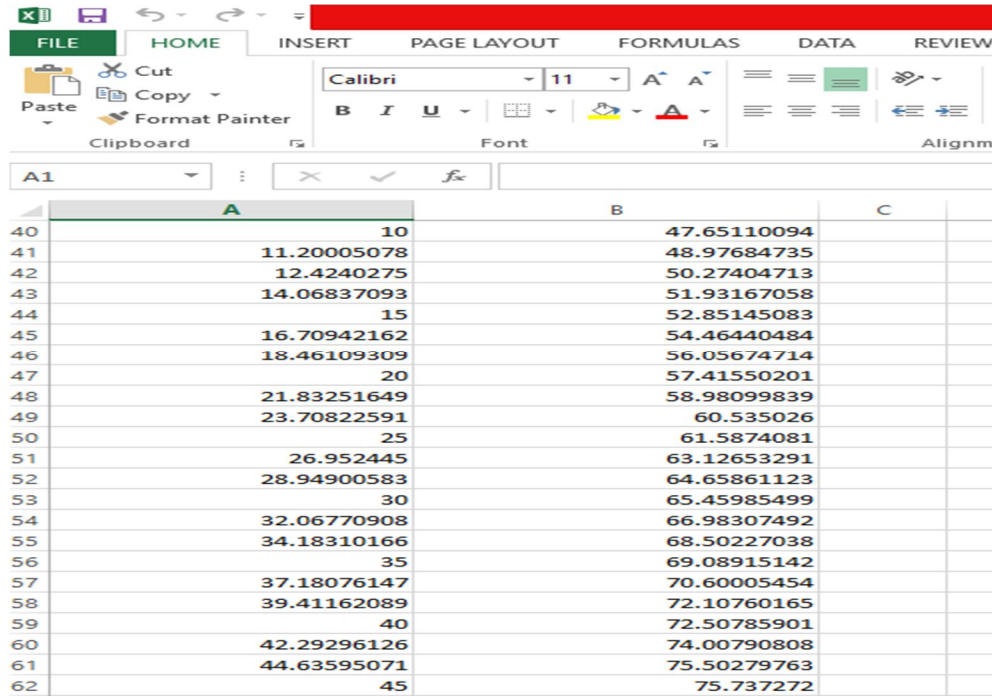 FILE HOME INSERT PAGE LAYOUT FORMULAS DATA REVIEW
Cut
Calibri 11 A A
Copy
Paste
B I U A
Format Painter
Clipboard Font Alignm
A1 fx
A B C
40 10 47.65110094
41 11.20005078 48.97684735
42 12.4240275 50.27404713
43 14.06837093 51.93167058
44 15 52.85145083
45 16.70942162 54.46440484
46 18.46109309 56.05674714
47 20 57.41550201
48 21.83251649 58.98099839
49 23.70822591 60.535026
50 25 61.5874081
51 26.952445 63.12653291
52 28.94900583 64.65861123
53 30 65.45985499
54 32.06770908 66.98307492
55 34.18310166 68.50227038
56 35 69.08915142
57 37.18076147 70.60005454
58 39.41162089 72.10760165
59 40 72.50785901
60 42.29296126 74.00790808
61 44.63595071 75.50279763
62 45 75.737272